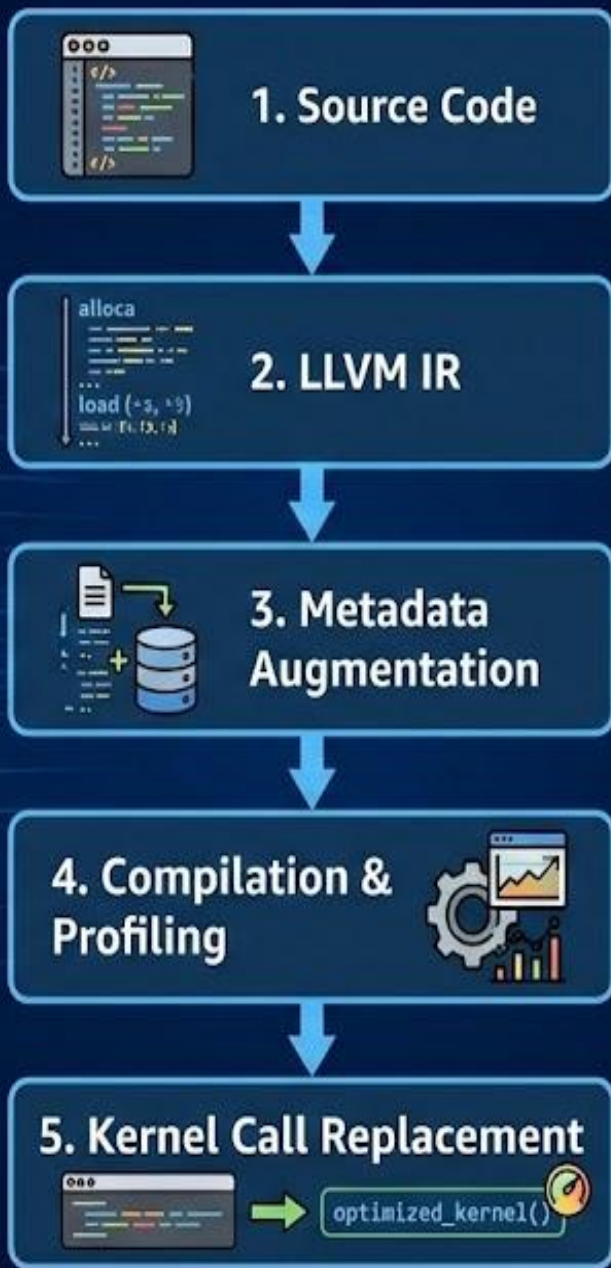 </>
</>
1. Source Code
alloca
...
load
...
2. LLVM IR
3. Metadata
Augmentation
+
4. Compilation &
Profiling
5. Kernel Call Replacement
optimized_kernel()